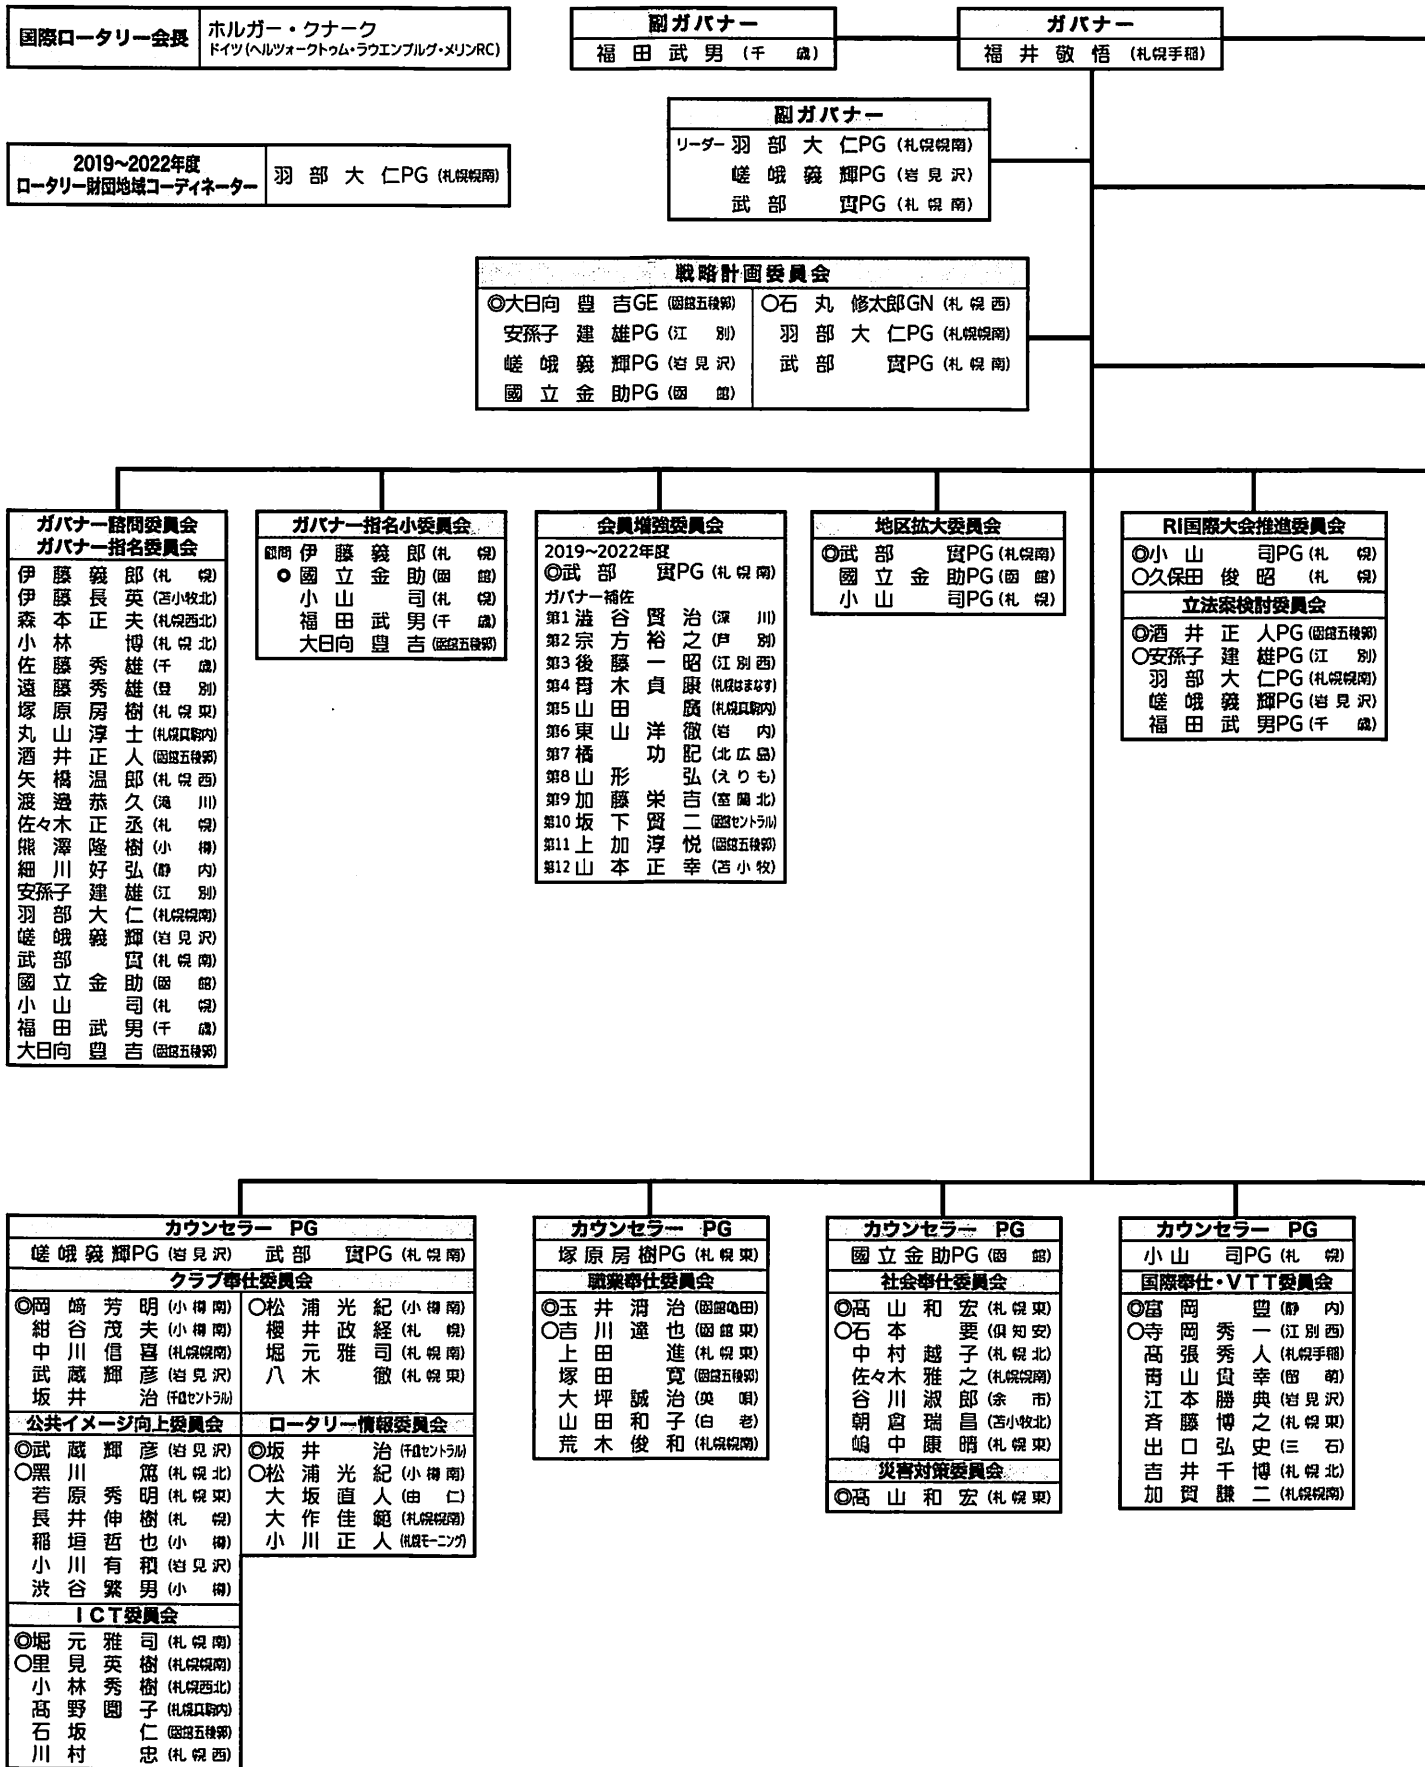 国際ロータリー会長
ホルガー・クナーク
ドイツ(ヘルツォークトゥム・ラウエンブルグ・メリンRC)
副ガバナー
福田武男(千歳)
ガバナー
福井敬悟(札幌手稲)
2019〜2022年度
ロータリー財団地域コーディネーター
羽部大仁PG(札幌幌南)
副ガバナー
リーダー 羽部大仁PG(札幌幌南)
嵯峨義輝PG(岩見沢)
武部實PG(札幌南)
戦略計画委員会
◎大日向豊吉GE(函館五稜郭)
安孫子建雄PG(江別)
嵯峨義輝PG(岩見沢)
國立金助PG(函館)
○石丸修太郎GN(札幌西)
羽部大仁PG(札幌幌南)
武部實PG(札幌南)
ガバナー諮問委員会
ガバナー指名委員会
伊藤義郎(札幌)
伊藤長英(苫小牧北)
森本正夫(札幌西北)
小林博(札幌北)
佐藤秀雄(千歳)
遠藤秀雄(登別)
塚原房樹(札幌東)
丸山淳士(札幌真駒内)
酒井正人(函館五稜郭)
矢橋温郎(札幌西)
渡邊恭久(滝川)
佐々木正丞(札幌)
熊澤隆樹(小樽)
細川好弘(静内)
安孫子建雄(江別)
羽部大仁(札幌幌南)
嵯峨義輝(岩見沢)
武部實(札幌南)
國立金助(函館)
小山司(札幌)
福田武男(千歳)
大日向豊吉(函館五稜郭)
ガバナー指名小委員会
顧問 伊藤義郎(札幌)
◎國立金助(函館)
小山司(札幌)
福田武男(千歳)
大日向豊吉(函館五稜郭)
会員増強委員会
2019〜2022年度
◎武部實PG(札幌南)
ガバナー補佐
第1 澁谷賢治(深川)
第2 宗方裕之(芦別)
第3 後藤一昭(江別西)
第4 青木貞康(札幌はまなす)
第5 山田廣(札幌真駒内)
第6 東山洋徹(岩内)
第7 橘功記(北広島)
第8 山形弘(えりも)
第9 加藤栄吉(室蘭北)
第10 坂下賢二(函館セントラル)
第11 上加淳悦(函館五稜郭)
第12 山本正幸(苫小牧)
地区拡大委員会
◎武部實PG(札幌南)
國立金助PG(函館)
小山司PG(札幌)
RI国際大会推進委員会
◎小山司PG(札幌)
○久保田俊昭(札幌)
立法案検討委員会
◎酒井正人PG(函館五稜郭)
○安孫子建雄PG(江別)
羽部大仁PG(札幌幌南)
嵯峨義輝PG(岩見沢)
福田武男PG(千歳)
カウンセラー PG
嵯峨義輝PG(岩見沢) 武部實PG(札幌南)
クラブ奉仕委員会
◎岡﨑芳明(小樽南)
紺谷茂夫(小樽南)
中川信喜(札幌幌南)
武蔵輝彦(岩見沢)
坂井治(千歳セントラル)
○松浦光紀(小樽南)
櫻井政経(札幌)
堀元雅司(札幌南)
八木徹(札幌東)
公共イメージ向上委員会
◎武蔵輝彦(岩見沢)
○黒川篤(札幌北)
若原秀明(札幌東)
長井伸樹(札幌)
稲垣哲也(小樽)
小川有積(岩見沢)
渋谷繁男(小樽)
ロータリー情報委員会
◎坂井治(千歳セントラル)
○松浦光紀(小樽南)
大坂直人(由仁)
大作佳範(札幌幌南)
小川正人(札幌モーニング)
ICT委員会
◎堀元雅司(札幌南)
○里見英樹(札幌幌南)
小林秀樹(札幌西北)
髙野園子(札幌真駒内)
石坂仁(函館五稜郭)
川村忠(札幌西)
カウンセラー PG
塚原房樹PG(札幌東)
職業奉仕委員会
◎玉井清治(函館亀田)
○吉川達也(函館東)
上田進(札幌東)
塚田寛(函館五稜郭)
大坪誠治(美唄)
山田和子(白老)
荒木俊和(札幌幌南)
カウンセラー PG
國立金助PG(函館)
社会奉仕委員会
◎髙山和宏(札幌東)
○石本要(倶知安)
中村越子(札幌北)
佐々木雅之(札幌幌南)
谷川淑郎(余市)
朝倉瑞昌(苫小牧北)
嶋中康晴(札幌東)
災害対策委員会
◎髙山和宏(札幌東)
カウンセラー PG
小山司PG(札幌)
国際奉仕・VTT委員会
◎富岡豊(静内)
○寺岡秀一(江別西)
髙張秀人(札幌手稲)
青山貴幸(留萌)
江本勝典(岩見沢)
斉藤博之(札幌東)
出口弘史(三石)
吉井千博(札幌北)
加賀謙二(札幌幌南)